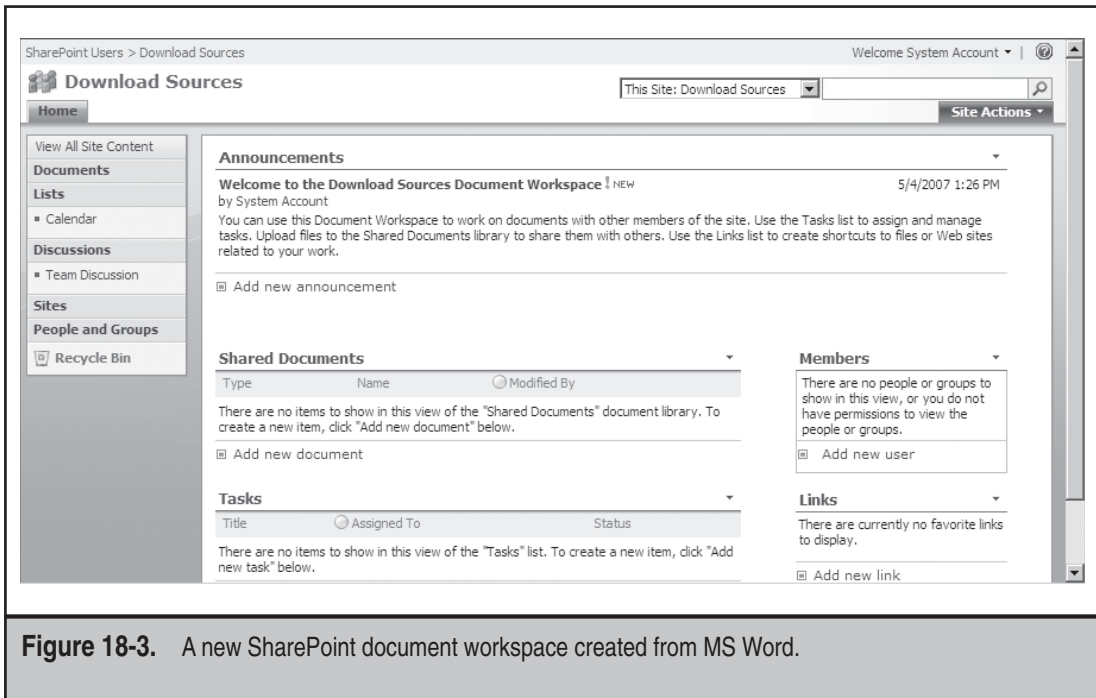 SharePoint Users > Download Sources
Welcome System Account
Download Sources
This Site: Download Sources
Home
Site Actions
View All Site Content
Documents
Lists
Calendar
Discussions
Team Discussion
Sites
People and Groups
Recycle Bin
Announcements
Welcome to the Download Sources Document Workspace ! NEW
5/4/2007 1:26 PM
by System Account
You can use this Document Workspace to work on documents with other members of the site. Use the Tasks list to assign and manage
tasks. Upload files to the Shared Documents library to share them with others. Use the Links list to create shortcuts to files or Web sites
related to your work.
Add new announcement
Shared Documents
Type Name Modified By
There are no items to show in this view of the "Shared Documents" document library. To
create a new item, click "Add new document" below.
Add new document
Members
There are no people or groups to
show in this view, or you do not
have permissions to view the
people or groups.
Add new user
Tasks
Title Assigned To Status
There are no items to show in this view of the "Tasks" list. To create a new item, click "Add
new task" below.
Links
There are currently no favorite links
to display.
Add new link
Figure 18-3. A new SharePoint document workspace created from MS Word.